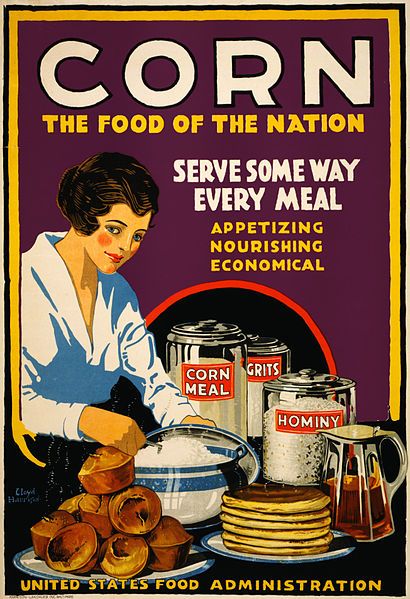 CORN
THE FOOD OF THE NATION
SERVE SOME WAY
EVERY MEAL
APPETIZING
NOURISHING
ECONOMICAL
CORN
MEAL
GRITS
HOMINY
Lloyd
Harrison
UNITED STATES FOOD ADMINISTRATION